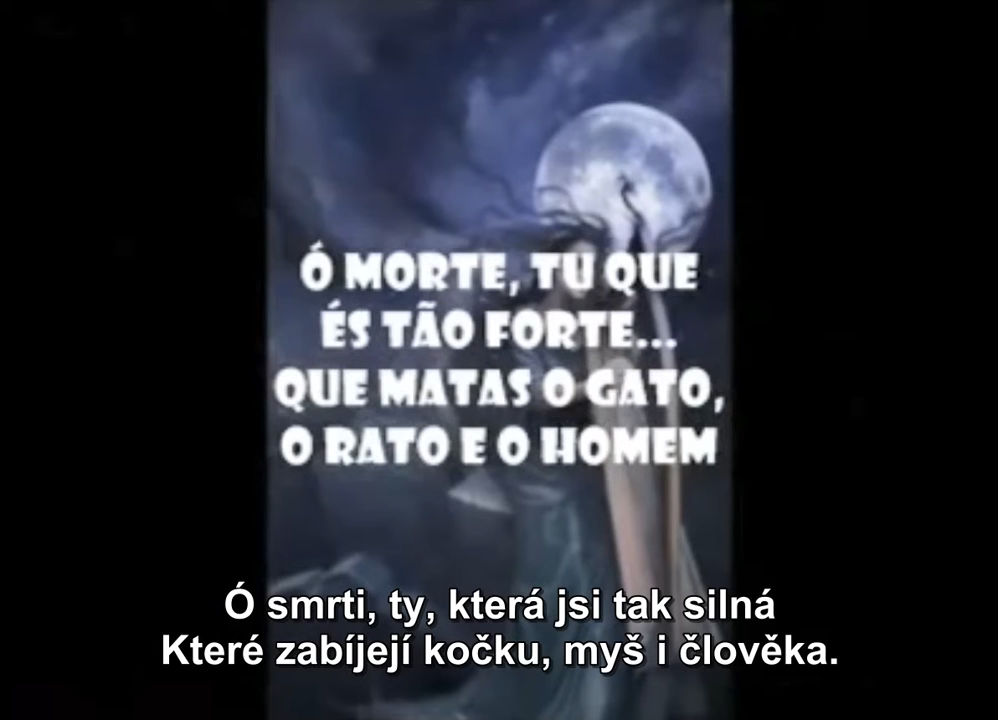 Ó MORTE, TU QUE
ÉS TÃO FORTE...
QUE MATAS O GATO,
O RATO E O HOMEM
Ó smrti, ty, která jsi tak silná
Které zabíjejí kočku, myš i člověka.